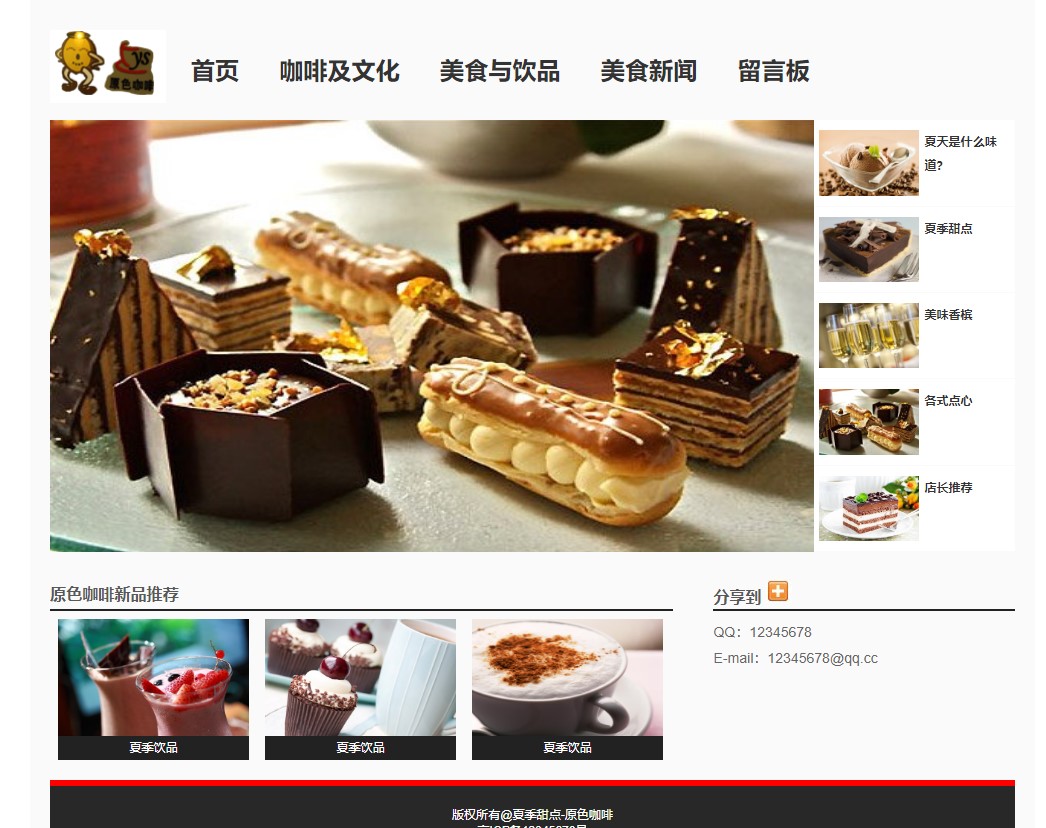 ys
原色咖啡
首页 咖啡及文化 美食与饮品 美食新闻 留言板
夏天是什么味
道?
夏季甜点
美味香槟
各式点心
店长推荐
原色咖啡新品推荐
分享到
QQ：12345678
E-mail：12345678@qq.cc
夏季饮品 夏季饮品 夏季饮品
版权所有@夏季甜点-原色咖啡